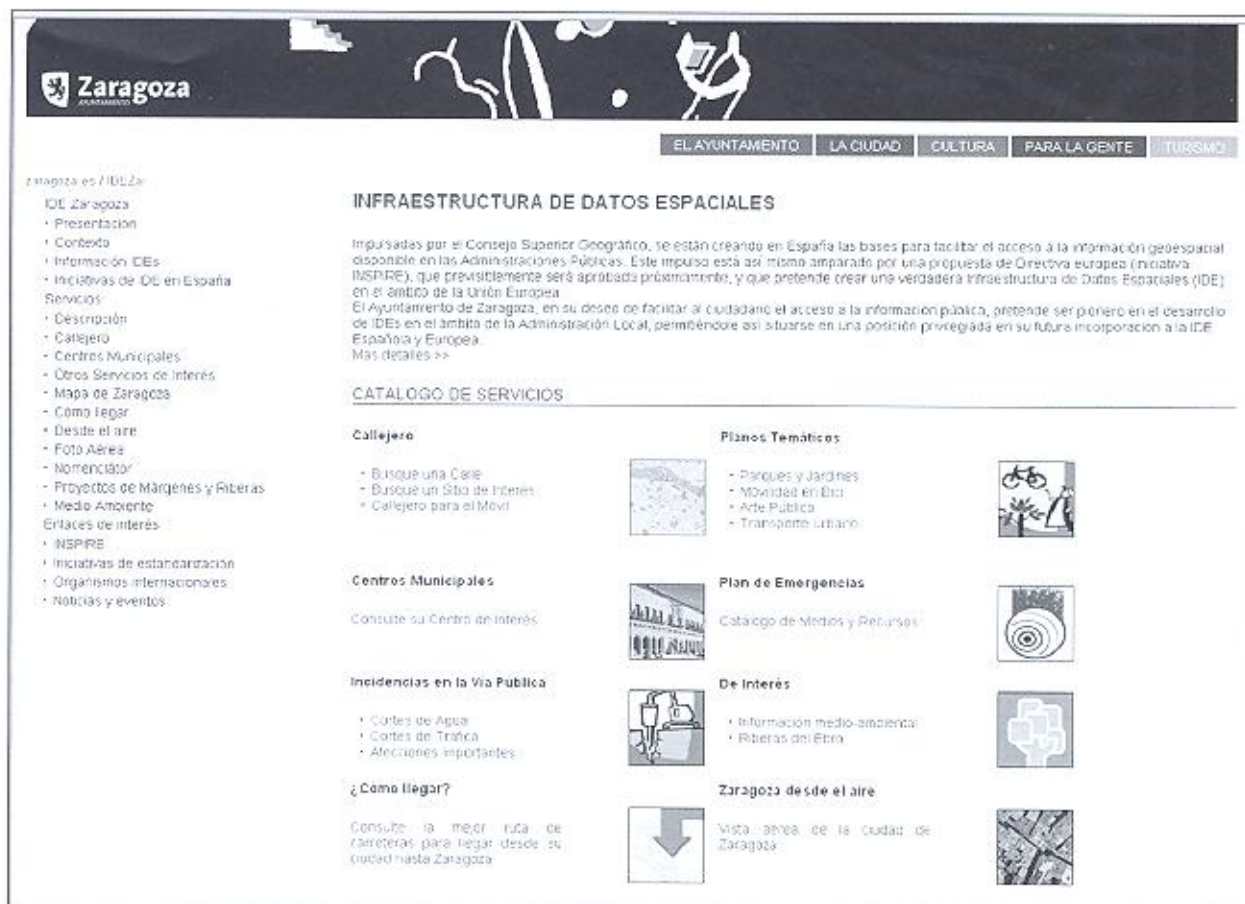 Zaragoza
AYUNTAMIENTO
EL AYUNTAMIENTO LA CIUDAD CULTURA PARA LA GENTE TURISMO
zaragoza.es / IDEZar
IDE Zaragoza
• Presentación
• Contexto
• Información IDEs
• Iniciativas de IDE en España
Servicios
• Descripción
• Callejero
• Centros Municipales
• Otros Servicios de Interés
• Mapa de Zaragoza
• Cómo llegar
• Desde el aire
• Foto Aérea
• Nomenclátor
• Proyectos de Márgenes y Riberas
• Medio Ambiente
Enlaces de interés
• INSPIRE
• Iniciativas de estandarización
• Organismos internacionales
• Noticias y eventos
INFRAESTRUCTURA DE DATOS ESPACIALES
Impulsadas por el Consejo Superior Geográfico, se están creando en España las bases para facilitar el acceso a la información geoespacial
disponible en las Administraciones Públicas. Este impulso está así mismo amparado por una propuesta de Directiva europea (iniciativa
INSPIRE), que previsiblemente será aprobada próximamente, y que pretende crear una verdadera Infraestructura de Datos Espaciales (IDE)
en el ámbito de la Unión Europea
El Ayuntamiento de Zaragoza, en su deseo de facilitar al ciudadano el acceso a la información pública, pretende ser pionero en el desarrollo
de IDEs en el ámbito de la Administración Local, permitiéndole así situarse en una posición privilegiada en su futura incorporación a la IDE
Española y Europea.
Mas detalles >>
CATALOGO DE SERVICIOS
Callejero
• Busque una Calle
• Busque un Sitio de Interés
• Callejero para el Móvil
Planos Temáticos
• Parques y Jardines
• Movilidad en Bici
• Arte Público
• Transporte Urbano
Centros Municipales
Consulte su Centro de Interés
Plan de Emergencias
Catálogo de Medios y Recursos
Incidencias en la Vía Publica
• Cortes de Agua
• Cortes de Trafico
• Afecciones importantes
De Interés
• Información medio-ambiental
• Riberas del Ebro
¿Como llegar?
Consulte la mejor ruta de
carreteras para llegar desde su
ciudad hasta Zaragoza
Zaragoza desde el aire
Vista aerea de la ciudad de
Zaragoza